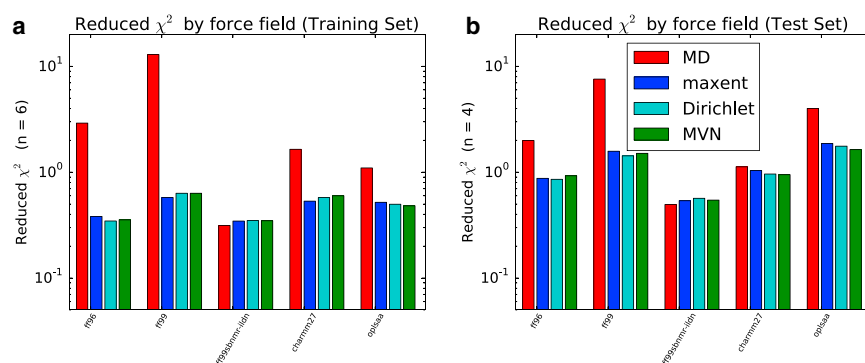 a
Reduced χ² by force field (Training Set)
Reduced χ² (n = 6)
10¹
10⁰
10⁻¹
ff96
ff99
ff99sbnmr-ildn
charmm27
oplsaa
b
Reduced χ² by force field (Test Set)
Reduced χ² (n = 4)
10¹
10⁰
10⁻¹
MD
maxent
Dirichlet
MVN
ff96
ff99
ff99sbnmr-ildn
charmm27
oplsaa